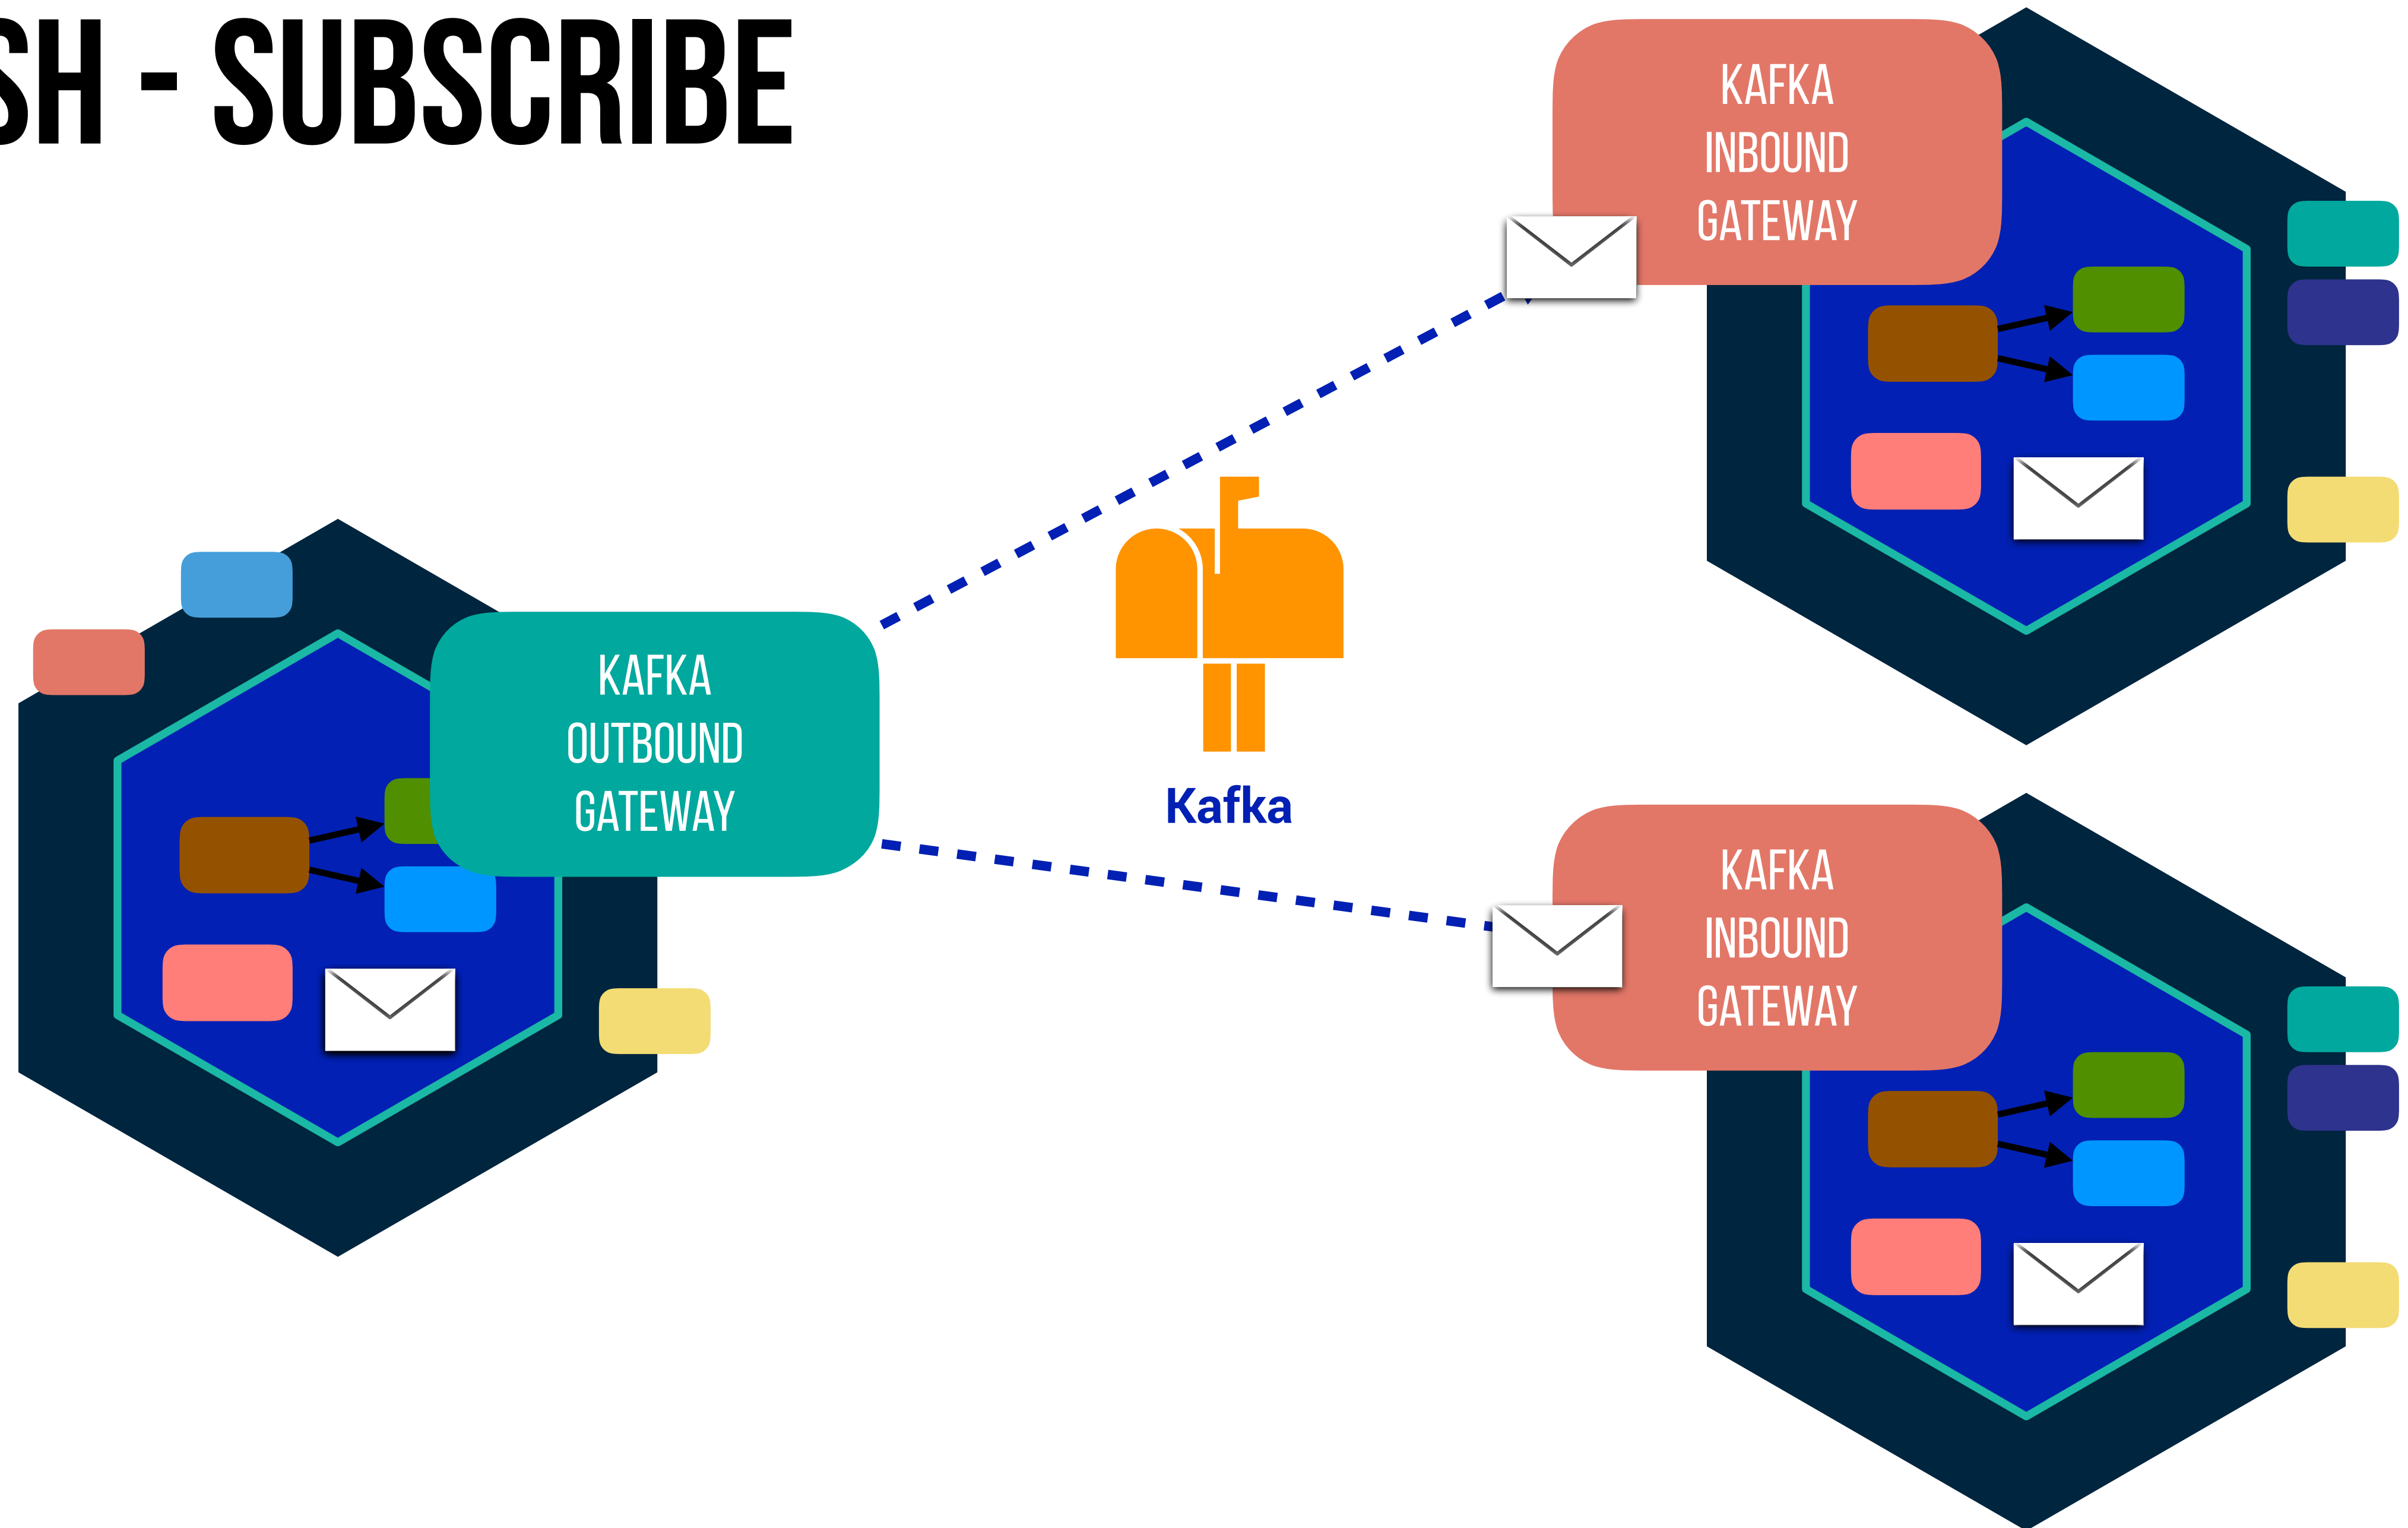 SH - SUBSCRIBE
KAFKA
INBOUND
GATEWAY
KAFKA
OUTBOUND
GATEWAY
Kafka
KAFKA
INBOUND
GATEWAY